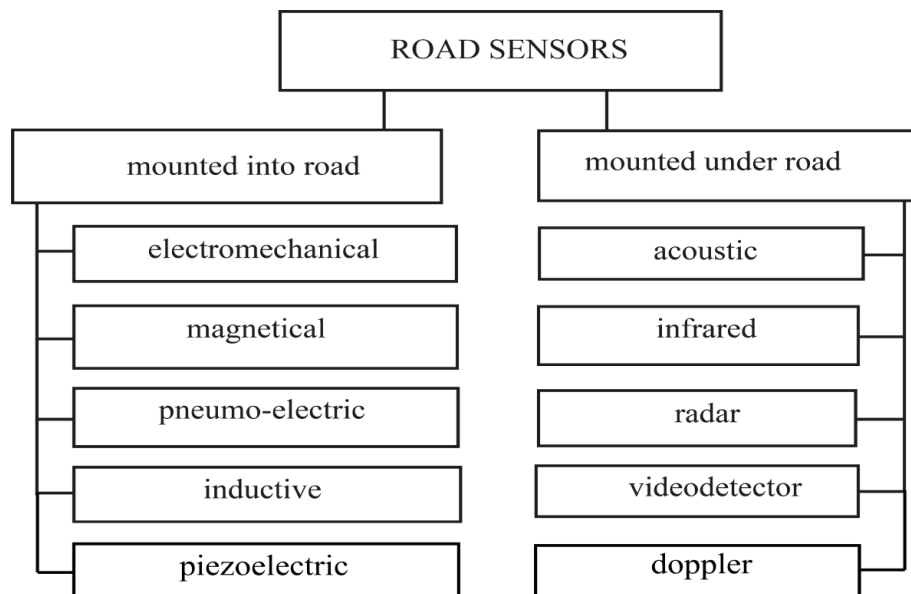 ROAD SENSORS
mounted into road
electromechanical
magnetical
pneumo-electric
inductive
piezoelectric
mounted under road
acoustic
infrared
radar
videodetector
doppler